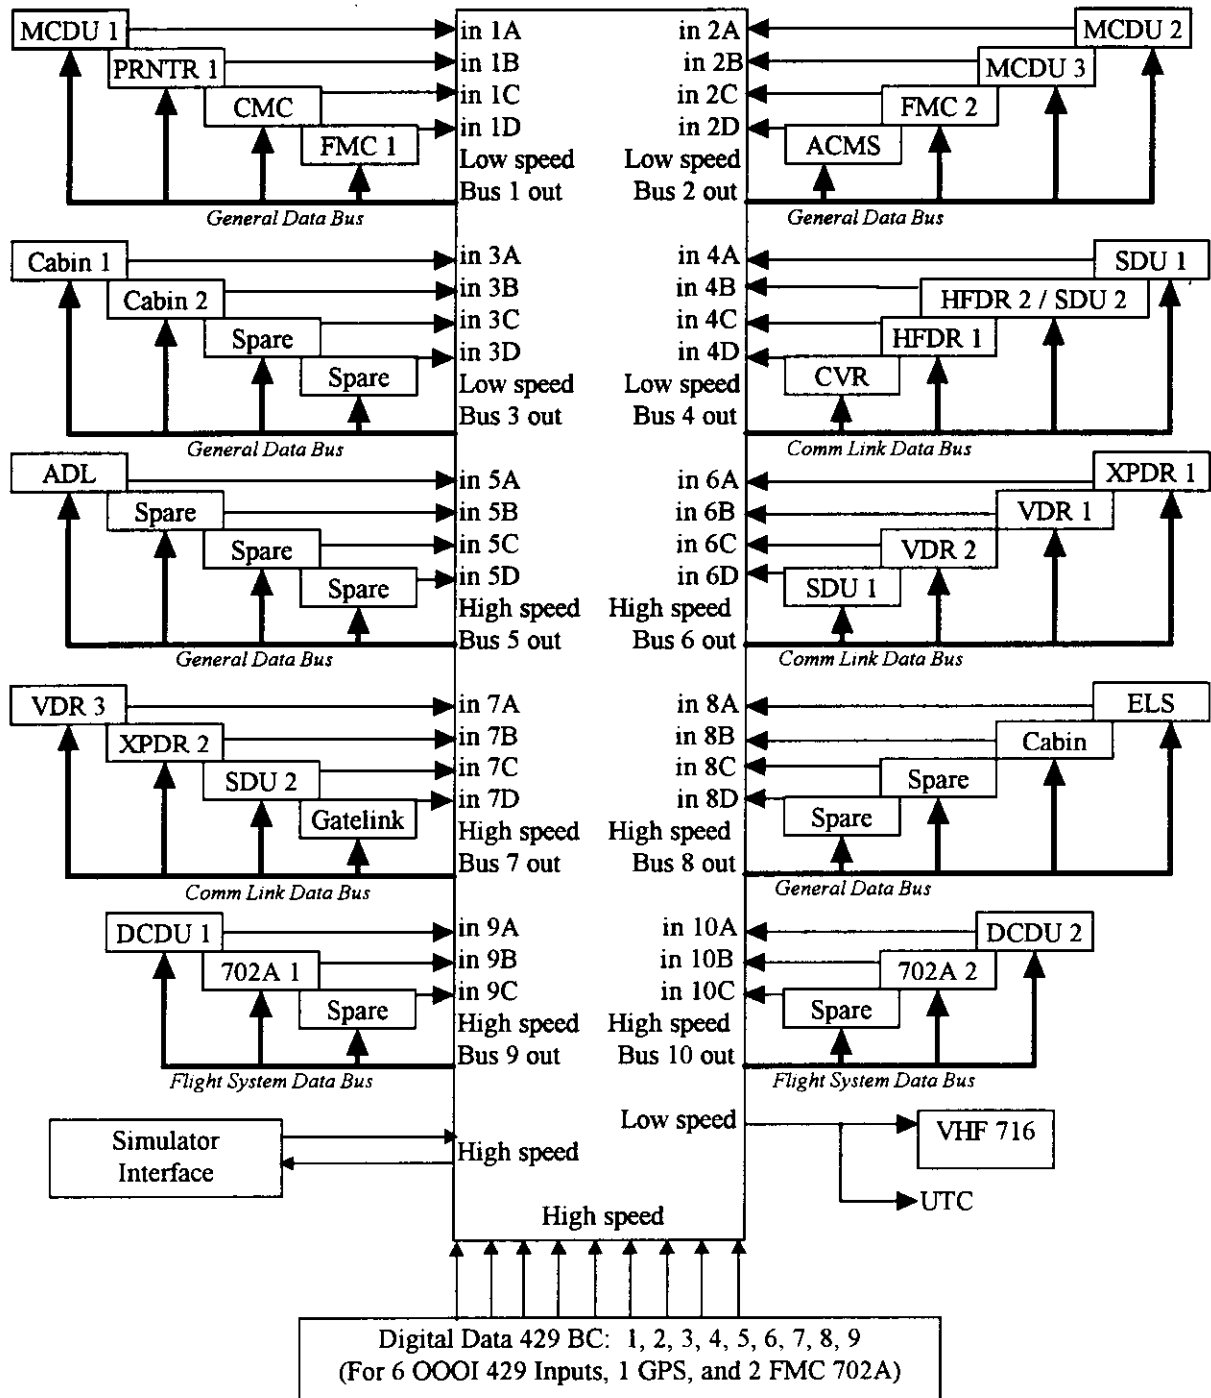 MCDU 1
in 1A
in 2A
MCDU 2
PRNTR 1
in 1B
in 2B
MCDU 3
CMC
in 1C
in 2C
FMC 2
FMC 1
in 1D
in 2D
ACMS
Low speed
Bus 1 out
Low speed
Bus 2 out
General Data Bus
General Data Bus
Cabin 1
in 3A
in 4A
SDU 1
Cabin 2
in 3B
in 4B
HFDR 2 / SDU 2
Spare
in 3C
in 4C
HFDR 1
Spare
in 3D
in 4D
CVR
Low speed
Bus 3 out
Low speed
Bus 4 out
General Data Bus
Comm Link Data Bus
ADL
in 5A
in 6A
XPDR 1
Spare
in 5B
in 6B
VDR 1
Spare
in 5C
in 6C
VDR 2
Spare
in 5D
in 6D
SDU 1
High speed
Bus 5 out
High speed
Bus 6 out
General Data Bus
Comm Link Data Bus
VDR 3
in 7A
in 8A
ELS
XPDR 2
in 7B
in 8B
Cabin
SDU 2
in 7C
in 8C
Spare
Gatelink
in 7D
in 8D
Spare
High speed
Bus 7 out
High speed
Bus 8 out
Comm Link Data Bus
General Data Bus
DCDU 1
in 9A
in 10A
DCDU 2
702A 1
in 9B
in 10B
702A 2
Spare
in 9C
in 10C
Spare
High speed
Bus 9 out
High speed
Bus 10 out
Flight System Data Bus
Flight System Data Bus
Simulator
Interface
High speed
Low speed
VHF 716
UTC
High speed
Digital Data 429 BC: 1, 2, 3, 4, 5, 6, 7, 8, 9
(For 6 OOOI 429 Inputs, 1 GPS, and 2 FMC 702A)